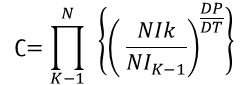 C= ∏_{K−1}^{N} {(NIk / NI_{K−1})^{DP/DT}}